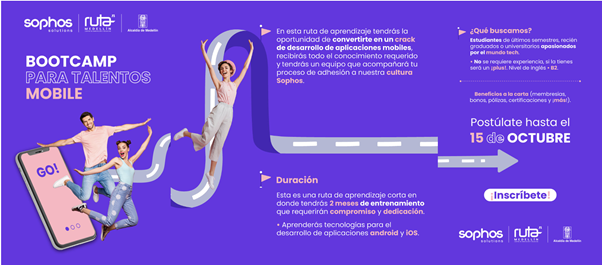 sophos
solutions
ruta n
MEDELLÍN
Alcaldía de Medellín
BOOTCAMP
PARA TALENTOS
MOBILE
GO!
En esta ruta de aprendizaje tendrás la
oportunidad de convertirte en un crack
de desarrollo de aplicaciones mobiles,
recibirás todo el conocimiento requerido
y tendrás un equipo que acompañará tu
proceso de adhesión a nuestra cultura
Sophos.
Duración
Esta es una ruta de aprendizaje corta en
donde tendrás 2 meses de entrenamiento
que requerirán compromiso y dedicación.
• Aprenderás tecnologías para el
desarrollo de aplicaciones android y iOS.
¿Qué buscamos?
Estudiantes de últimos semestres, recién
graduados o universitarios apasionados
por el mundo tech.
• No se requiere experiencia, si la tienes
será un ¡plus!. Nivel de inglés + B2.
Beneficios a la carta (membresías,
bonos, pólizas, certificaciones y ¡más!).
Postúlate hasta el
15 de OCTUBRE
¡Inscríbete!
sophos
solutions
ruta n
MEDELLÍN
Alcaldía de Medellín